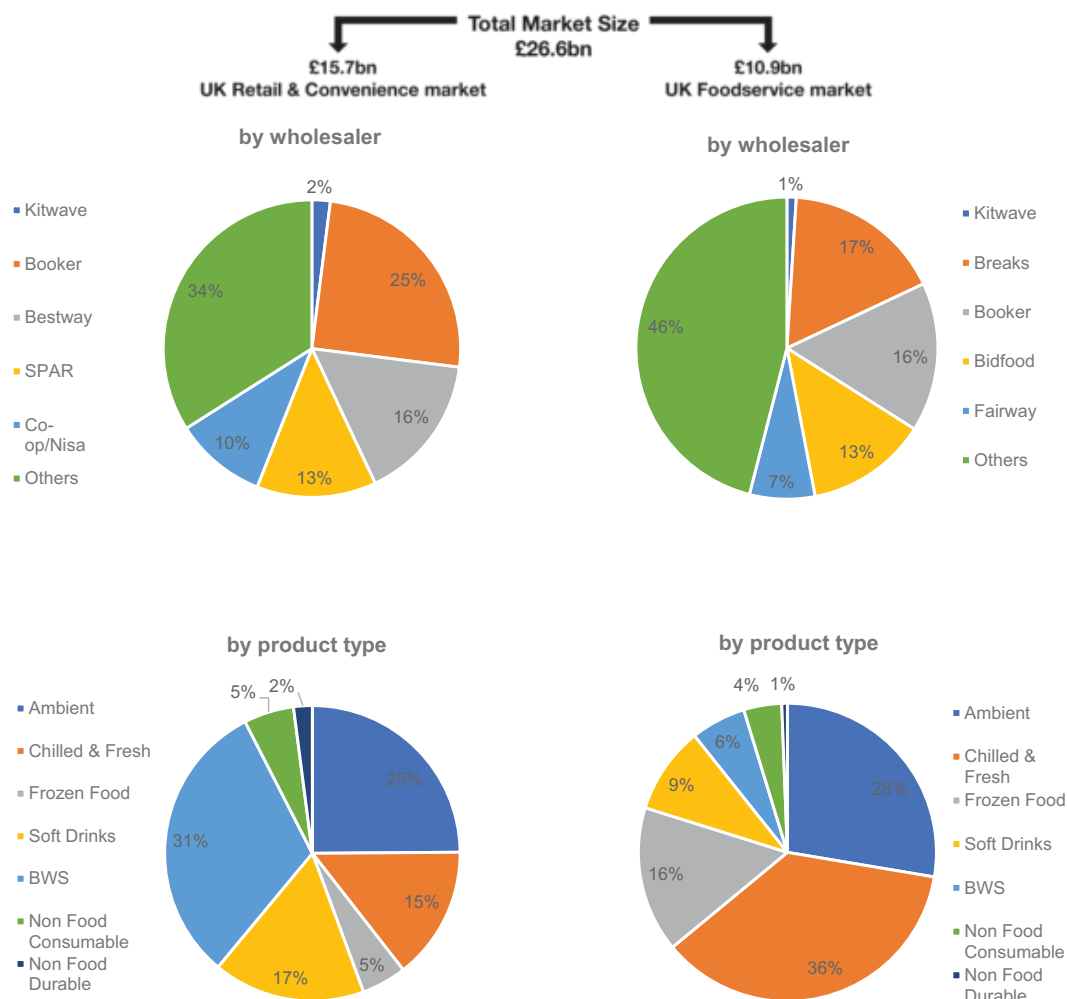 Total Market Size
£26.6bn
£15.7bn
UK Retail & Convenience market
£10.9bn
UK Foodservice market
by wholesaler
Kitwave
Booker
Bestway
SPAR
Co-
op/Nisa
Others
2%
25%
16%
13%
10%
34%
by wholesaler
1%
17%
16%
13%
7%
46%
Kitwave
Breaks
Booker
Bidfood
Fairway
Others
by product type
Ambient
Chilled & Fresh
Frozen Food
Soft Drinks
BWS
Non Food
Consumable
Non Food
Durable
5%
2%
25%
15%
5%
17%
31%
by product type
4%
1%
28%
36%
16%
9%
6%
Ambient
Chilled &
Fresh
Frozen Food
Soft Drinks
BWS
Non Food
Consumable
Non Food
Durable